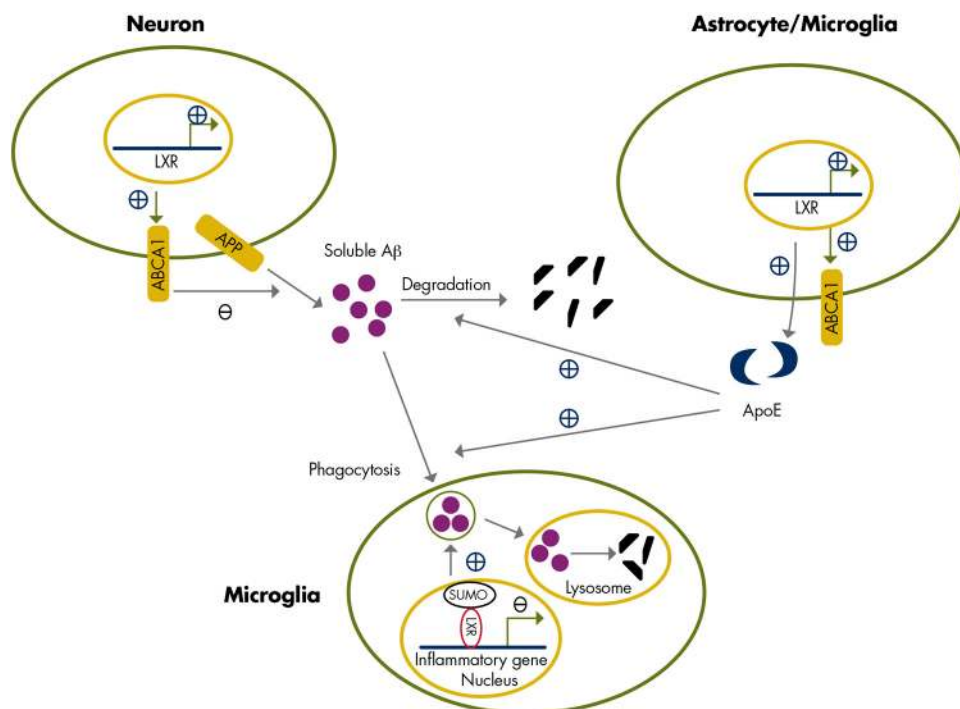 Neuron
Astrocyte/Microglia
LXR
LXR
ABCA1
APP
Soluble Aβ
Degradation
ABCA1
ApoE
Phagocytosis
Microglia
SUMO
LXR
Lysosome
Inflammatory gene
Nucleus